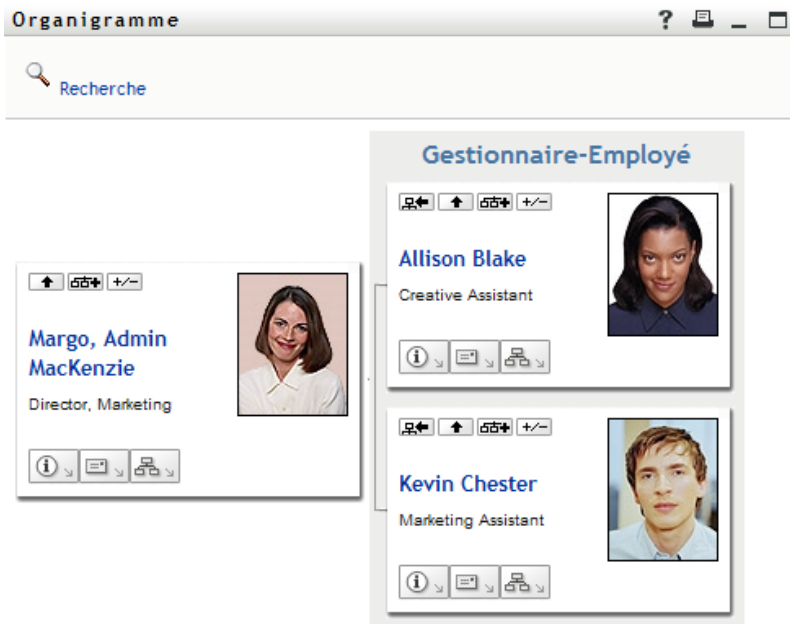 Organigramme
Recherche
Gestionnaire-Employé
Margo, Admin
MacKenzie
Director, Marketing
Allison Blake
Creative Assistant
Kevin Chester
Marketing Assistant